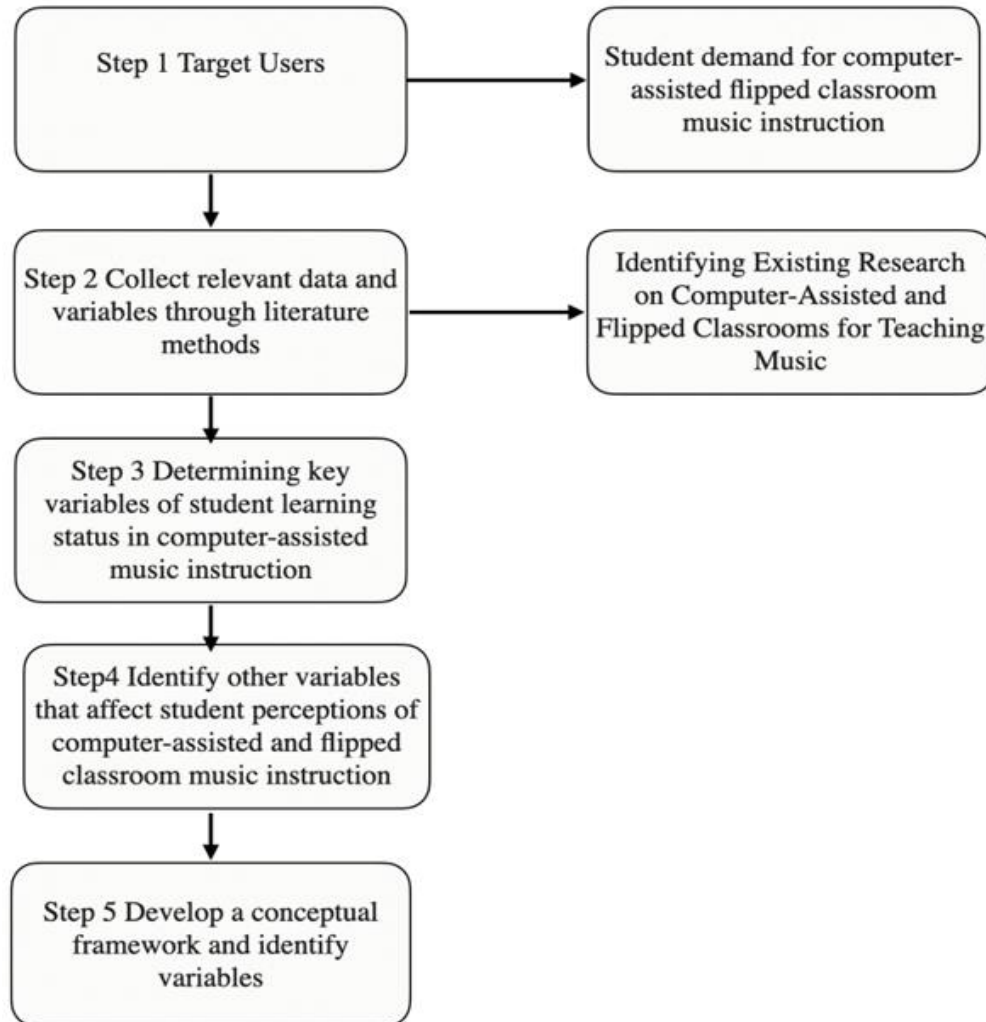 Step 1 Target Users
Student demand for computer-
assisted flipped classroom
music instruction
Step 2 Collect relevant data and
variables through literature
methods
Identifying Existing Research
on Computer-Assisted and
Flipped Classrooms for Teaching
Music
Step 3 Determining key
variables of student learning
status in computer-assisted
music instruction
Step4 Identify other variables
that affect student perceptions of
computer-assisted and flipped
classroom music instruction
Step 5 Develop a conceptual
framework and identify
variables